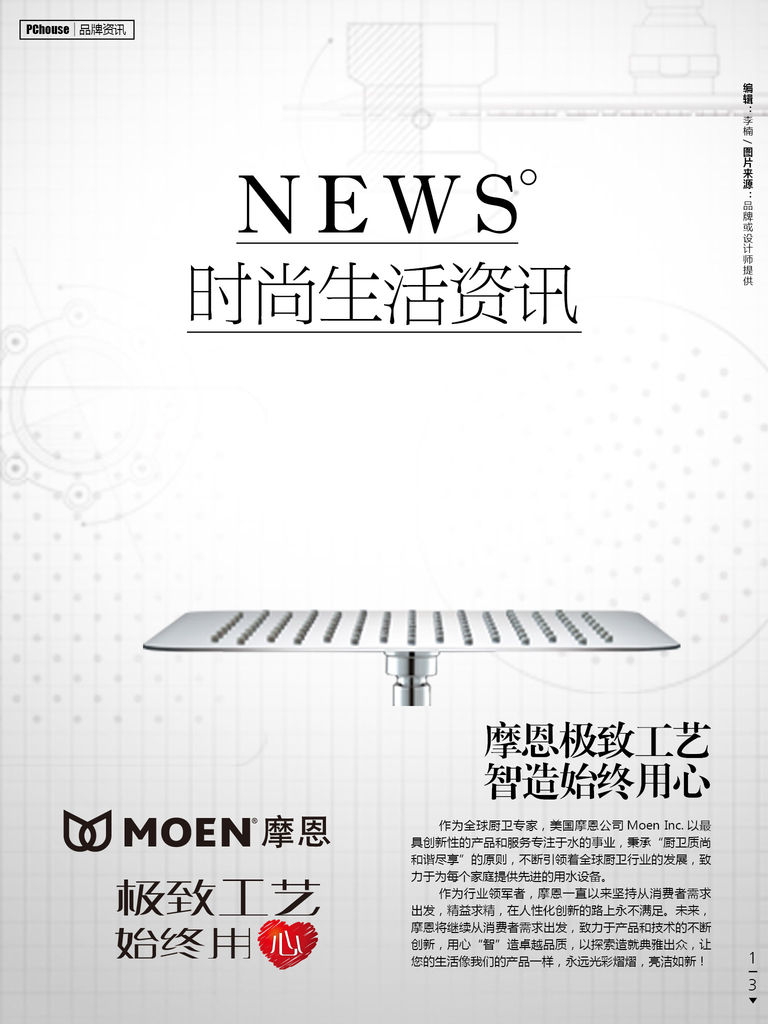 PChouse | 品牌资讯
编辑：李楠 / 图片来源：品牌或设计师提供
NEWS°
时尚生活资讯
摩恩极致工艺
智造始终用心
MOEN® 摩恩
极致工艺
始终用心
作为全球厨卫专家，美国摩恩公司 Moen Inc. 以最
具创新性的产品和服务专注于水的事业，秉承“厨卫质尚
和谐尽享”的原则，不断引领着全球厨卫行业的发展，致
力于为每个家庭提供先进的用水设备。
作为行业领军者，摩恩一直以来坚持从消费者需求
出发，精益求精，在人性化创新的路上永不满足。未来，
摩恩将继续从消费者需求出发，致力于产品和技术的不断
创新，用心“智”造卓越品质，以探索造就典雅出众，让
您的生活像我们的产品一样，永远光彩熠熠，亮洁如新！
1
3